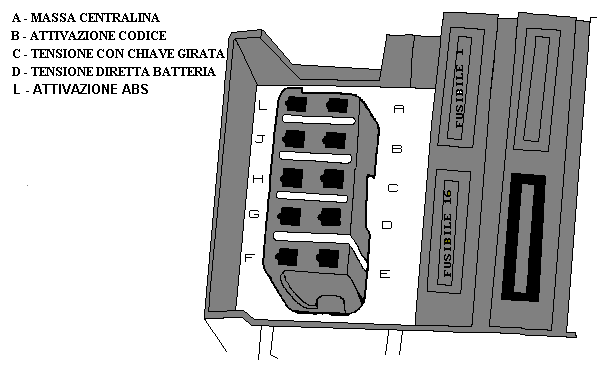 A - MASSA CENTRALINA
B - ATTIVAZIONE CODICE
C - TENSIONE CON CHIAVE GIRATA
D - TENSIONE DIRETTA BATTERIA
L - ATTIVAZIONE ABS
L
A
J
B
H
C
G
D
F
E
FUSIBILE 1
FUSIBILE 16